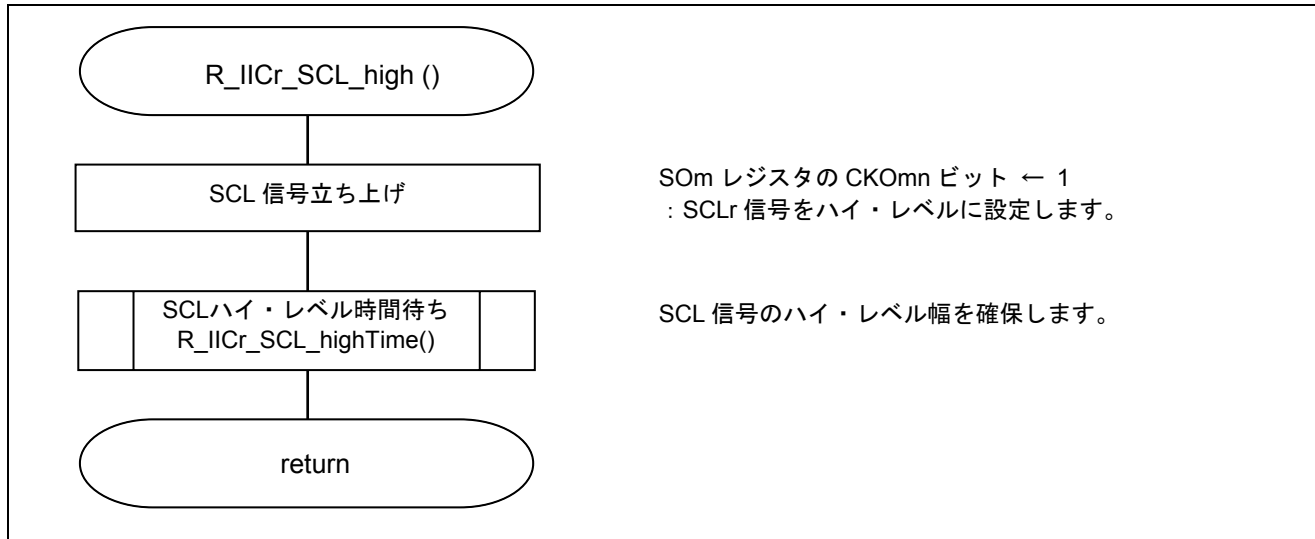 R_IICr_SCL_high ()
SCL 信号立ち上げ
SOm レジスタの CKOmn ビット ← 1
：SCLr 信号をハイ・レベルに設定します。
SCLハイ・レベル時間待ち
R_IICr_SCL_highTime()
SCL 信号のハイ・レベル幅を確保します。
return